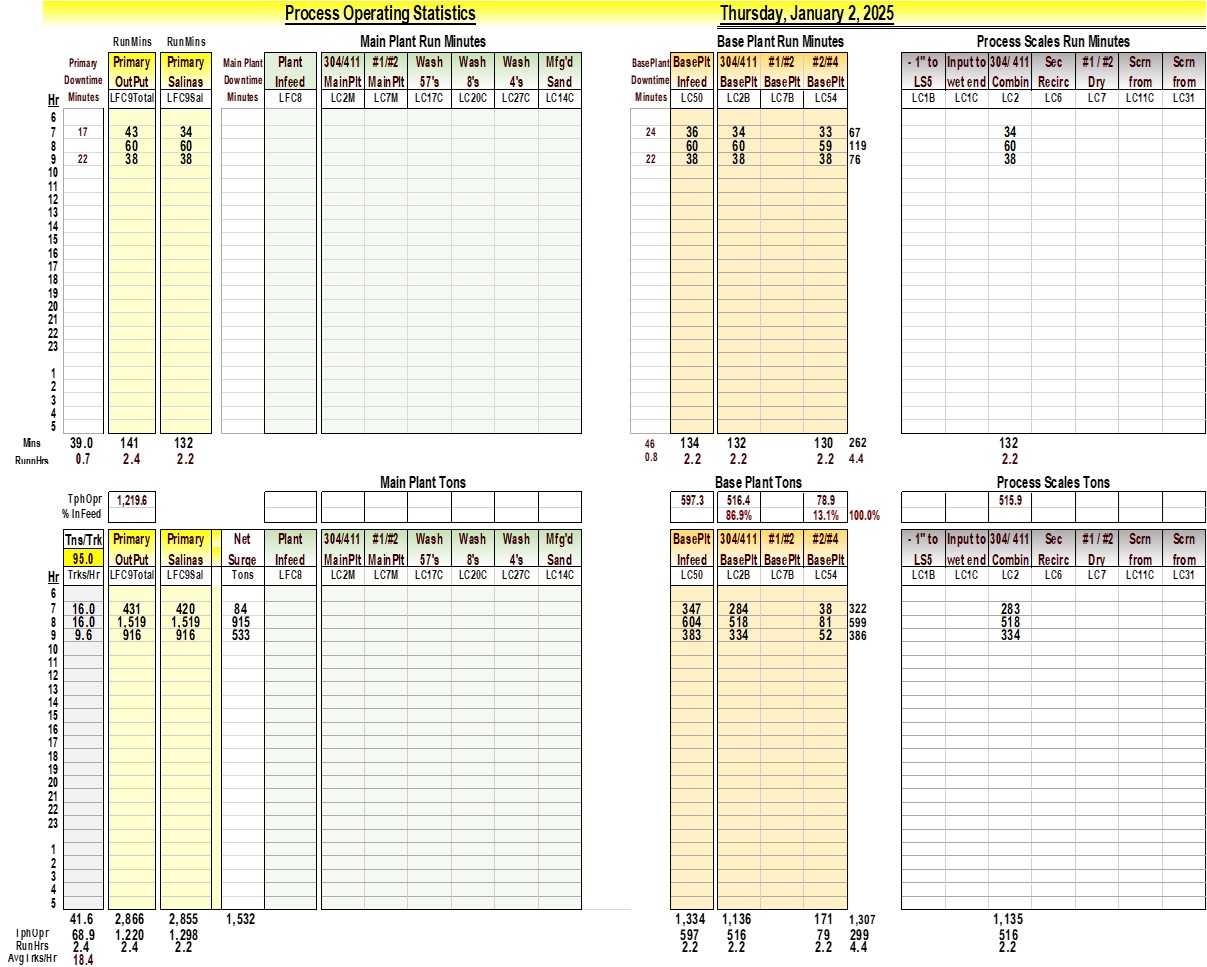 Process Operating Statistics Thursday, January 2, 2025
RunMins RunMins Main Plant Run Minutes Base Plant Run Minutes Process Scales Run Minutes
Primary Primary Primary Main Plant Plant 304/411 #1/#2 Wash Wash Wash Mfg'd BasePlant BasePlt 304/411 #1/#2 #2/#4 - 1" to Input to 304/ 411 Sec #1 / #2 Scrn Scrn
Downtime OutPut Salinas Downtime Infeed MainPlt MainPlt 57's 8's 4's Sand Downtime Infeed BasePlt BasePlt BasePlt LS5 wet end Combin Recirc Dry from from
Hr Minutes LFC9Total LFC9Sal Minutes LFC8 LC2M LC7M LC17C LC20C LC27C LC14C Minutes LC50 LC2B LC7B LC54 LC1B LC1C LC2 LC6 LC7 LC11C LC31
6
7 17 43 34 24 36 34 33 67 34
8 60 60 60 60 59 119 60
9 22 38 38 22 38 38 38 76 38
10
11
12
13
14
15
16
17
18
19
20
21
22
23
1
2
3
4
5
Mins 39.0 141 132 46 134 132 130 262 132
RunnHrs 0.7 2.4 2.2 0.8 2.2 2.2 2.2 4.4 2.2
Main Plant Tons Base Plant Tons Process Scales Tons
TphOpr 1,219.6 597.3 516.4 78.9 515.9
% InFeed 86.9% 13.1% 100.0%
Tns/Trk Primary Primary Net Plant 304/411 #1/#2 Wash Wash Wash Mfg'd BasePlt 304/411 #1/#2 #2/#4 - 1" to Input to 304/ 411 Sec #1 / #2 Scrn Scrn
95.0 OutPut Salinas Surge Infeed MainPlt MainPlt 57's 8's 4's Sand Infeed BasePlt BasePlt BasePlt LS5 wet end Combin Recirc Dry from from
Hr Trks/Hr LFC9Total LFC9Sal Tons LFC8 LC2M LC7M LC17C LC20C LC27C LC14C LC50 LC2B LC7B LC54 LC1B LC1C LC2 LC6 LC7 LC11C LC31
6
7 16.0 431 420 84 347 284 38 322 283
8 16.0 1,519 1,519 915 604 518 81 599 518
9 9.6 916 916 533 383 334 52 386 334
10
11
12
13
14
15
16
17
18
19
20
21
22
23
1
2
3
4
5
41.6 2,866 2,855 1,532 1,334 1,136 171 1,307 1,135
TphOpr 68.9 1,220 1,298 597 516 79 299 516
RunHrs 2.4 2.4 2.2 2.2 2.2 2.2 4.4 2.2
AvgTrks/Hr 18.4